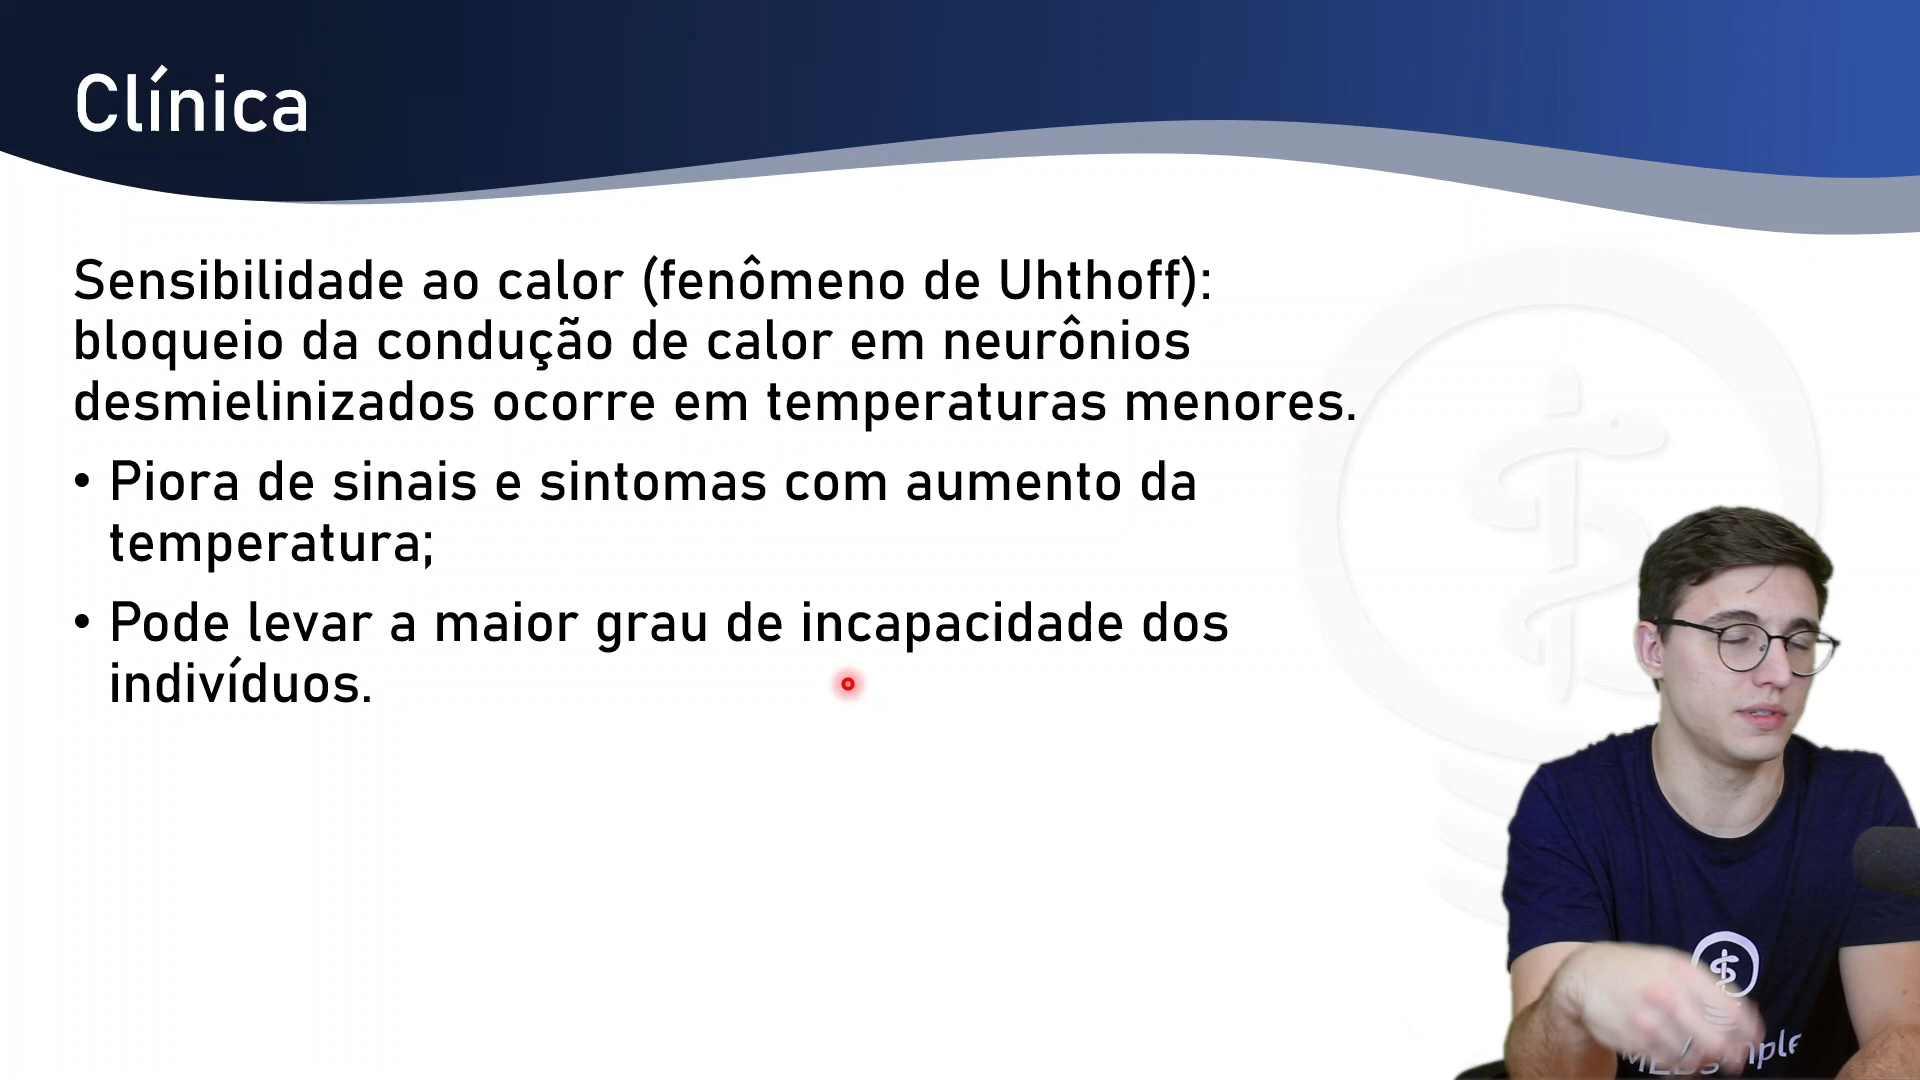 Clínica
Sensibilidade ao calor (fenômeno de Uhthoff):
bloqueio da condução de calor em neurônios
desmielinizados ocorre em temperaturas menores.
• Piora de sinais e sintomas com aumento da
temperatura;
• Pode levar a maior grau de incapacidade dos
indivíduos.